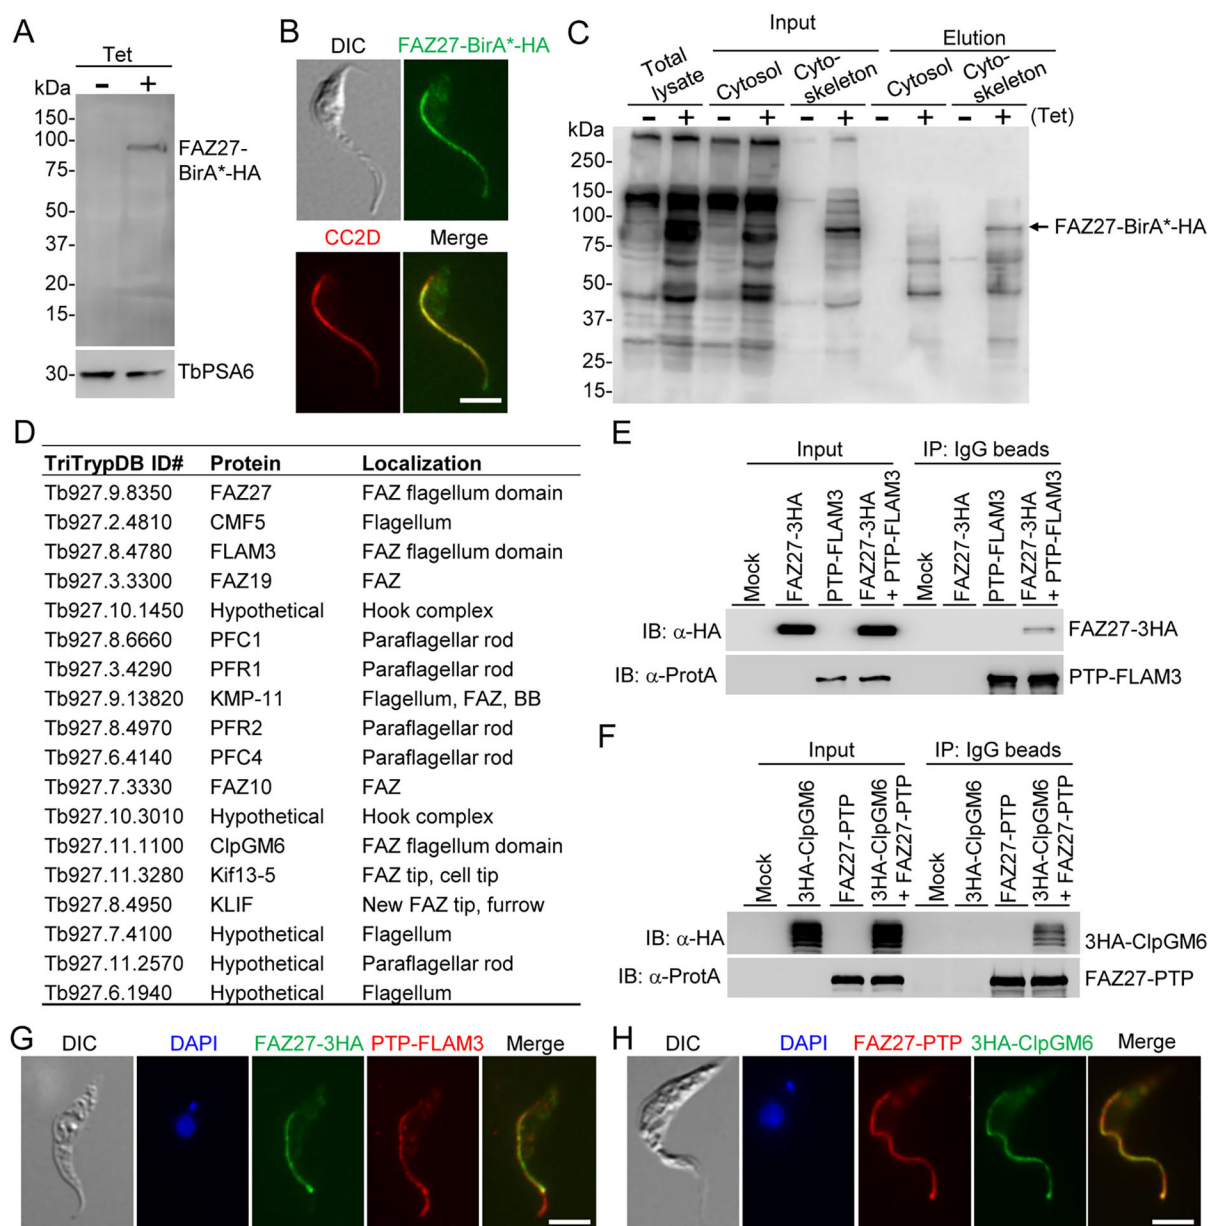 A
Tet
kDa
- +
150-
100-
75-
50-
37-
20-
15-
30-
FAZ27-
BirA*-HA
TbPSA6
B
DIC
FAZ27-BirA*-HA
CC2D
Merge
C
Input
Elution
Total lysate
Cytosol
Cyto-skeleton
Cytosol
Cyto-skeleton
- + - + - + - + - + (Tet)
kDa
250-
150-
100-
75-
50-
37-
25-
15-
FAZ27-BirA*-HA
D
TriTrypDB ID# Protein Localization
Tb927.9.8350 FAZ27 FAZ flagellum domain
Tb927.2.4810 CMF5 Flagellum
Tb927.8.4780 FLAM3 FAZ flagellum domain
Tb927.3.3300 FAZ19 FAZ
Tb927.10.1450 Hypothetical Hook complex
Tb927.8.6660 PFC1 Paraflagellar rod
Tb927.3.4290 PFR1 Paraflagellar rod
Tb927.9.13820 KMP-11 Flagellum, FAZ, BB
Tb927.8.4970 PFR2 Paraflagellar rod
Tb927.6.4140 PFC4 Paraflagellar rod
Tb927.7.3330 FAZ10 FAZ
Tb927.10.3010 Hypothetical Hook complex
Tb927.11.1100 ClpGM6 FAZ flagellum domain
Tb927.11.3280 Kif13-5 FAZ tip, cell tip
Tb927.8.4950 KLIF New FAZ tip, furrow
Tb927.7.4100 Hypothetical Flagellum
Tb927.11.2570 Hypothetical Paraflagellar rod
Tb927.6.1940 Hypothetical Flagellum
E
Input
IP: IgG beads
Mock
FAZ27-3HA
PTP-FLAM3
FAZ27-3HA
+ PTP-FLAM3
Mock
FAZ27-3HA
PTP-FLAM3
FAZ27-3HA
+ PTP-FLAM3
IB: α-HA
FAZ27-3HA
IB: α-ProtA
PTP-FLAM3
F
Input
IP: IgG beads
Mock
3HA-ClpGM6
FAZ27-PTP
3HA-ClpGM6
+ FAZ27-PTP
Mock
3HA-ClpGM6
FAZ27-PTP
3HA-ClpGM6
+ FAZ27-PTP
IB: α-HA
3HA-ClpGM6
IB: α-ProtA
FAZ27-PTP
G
DIC
DAPI
FAZ27-3HA
PTP-FLAM3
Merge
H
DIC
DAPI
FAZ27-PTP
3HA-ClpGM6
Merge